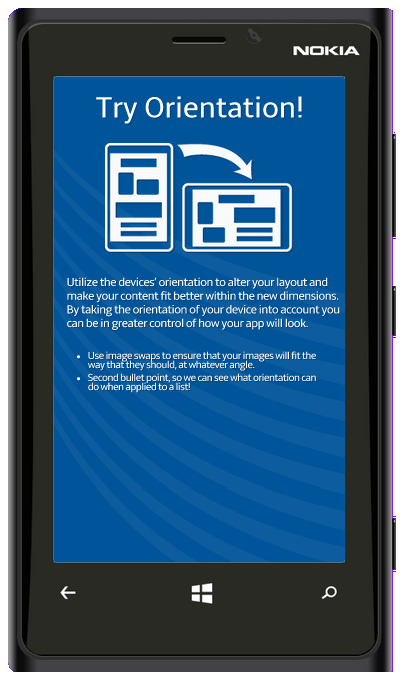 NOKIA
Try Orientation!
Utilize the devices' orientation to alter your layout and
make your content fit better within the new dimensions.
By taking the orientation of your device into account you
can be in greater control of how your app will look.
• Use image swaps to ensure that your images will fit the
way that they should, at whatever angle.
• Second bullet point, so we can see what orientation can
do when applied to a list!